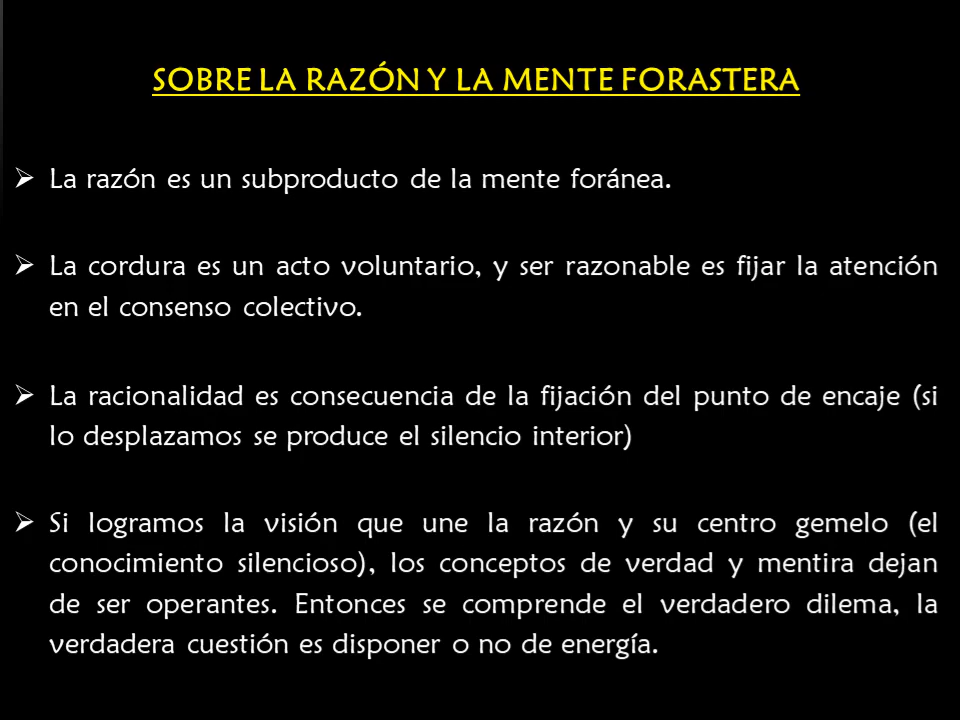 SOBRE LA RAZÓN Y LA MENTE FORASTERA
➢ La razón es un subproducto de la mente foránea.
➢ La cordura es un acto voluntario, y ser razonable es fijar la atención
en el consenso colectivo.
➢ La racionalidad es consecuencia de la fijación del punto de encaje (si
lo desplazamos se produce el silencio interior)
➢ Si logramos la visión que une la razón y su centro gemelo (el
conocimiento silencioso), los conceptos de verdad y mentira dejan
de ser operantes. Entonces se comprende el verdadero dilema, la
verdadera cuestión es disponer o no de energía.